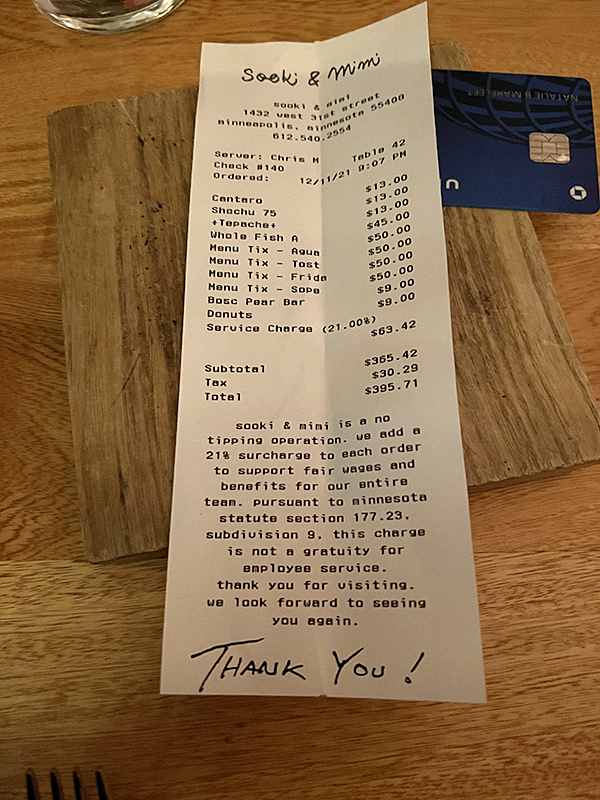 Sooki & Mimi
sooki & mimi
1432 west 31st street
minneapolis, minnesota 55408
612.540.2554
Server: Chris H Table 42
Check #140
Ordered: 12/11/21 9:07 PM
Cantaro $13.00
Shochu 75 $13.00
+Tepache+ $13.00
Whole Fish A $45.00
Menu Tix - Agua $50.00
Menu Tix - Tost $50.00
Menu Tix - Frida $50.00
Menu Tix - Sope $50.00
Bosc Pear Bar $9.00
Donuts $9.00
Service Charge (21.00%) $63.42
Subtotal $365.42
Tax $30.29
Total $395.71
sooki & mimi is a no
tipping operation. we add a
21% surcharge to each order
to support fair wages and
benefits for our entire
team. pursuant to minnesota
statute section 177.23,
subdivision 9, this charge
is not a gratuity for
employee service.
thank you for visiting.
we look forward to seeing
you again.
THANK YOU !
NATALIE B MARFLEET